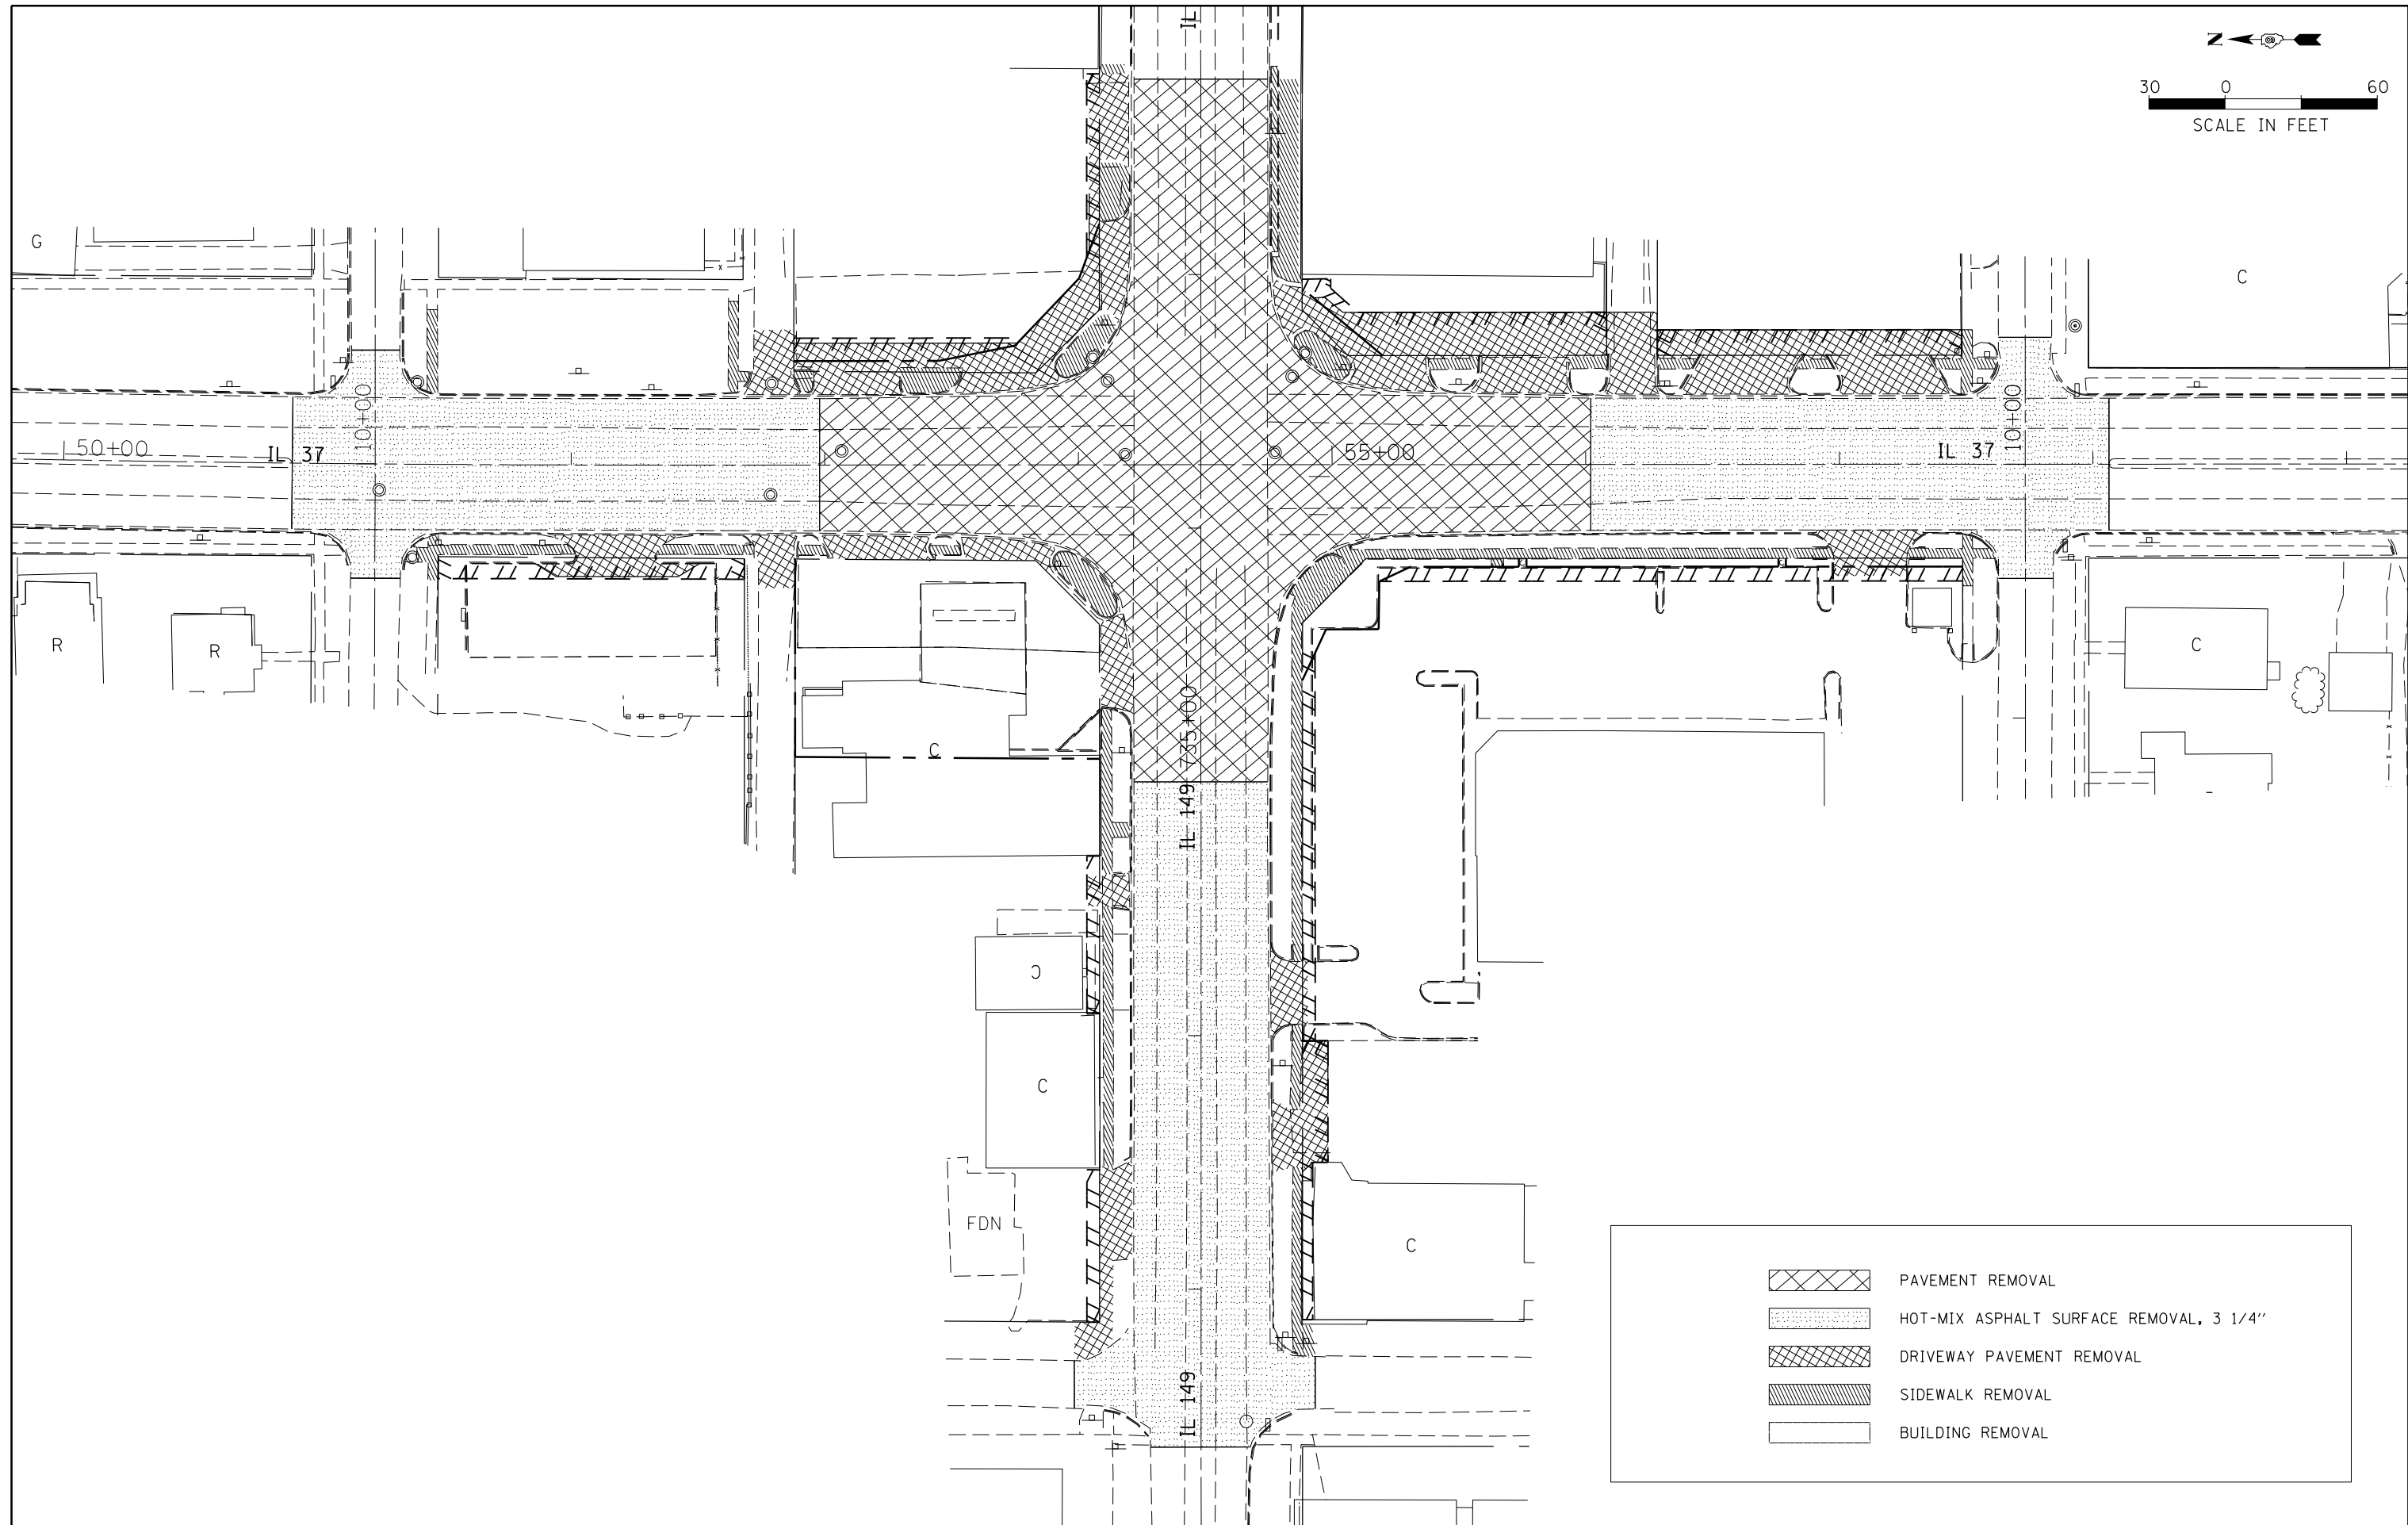 IL
N
30 0 60
SCALE IN FEET
G
C
10+00
50+00
IL 37
55+00
IL 37
10+00
R
R
C
C
735+00
IL 149
C
C
FDN
C
IL 149
PAVEMENT REMOVAL
HOT-MIX ASPHALT SURFACE REMOVAL, 3 1/4"
DRIVEWAY PAVEMENT REMOVAL
SIDEWALK REMOVAL
BUILDING REMOVAL